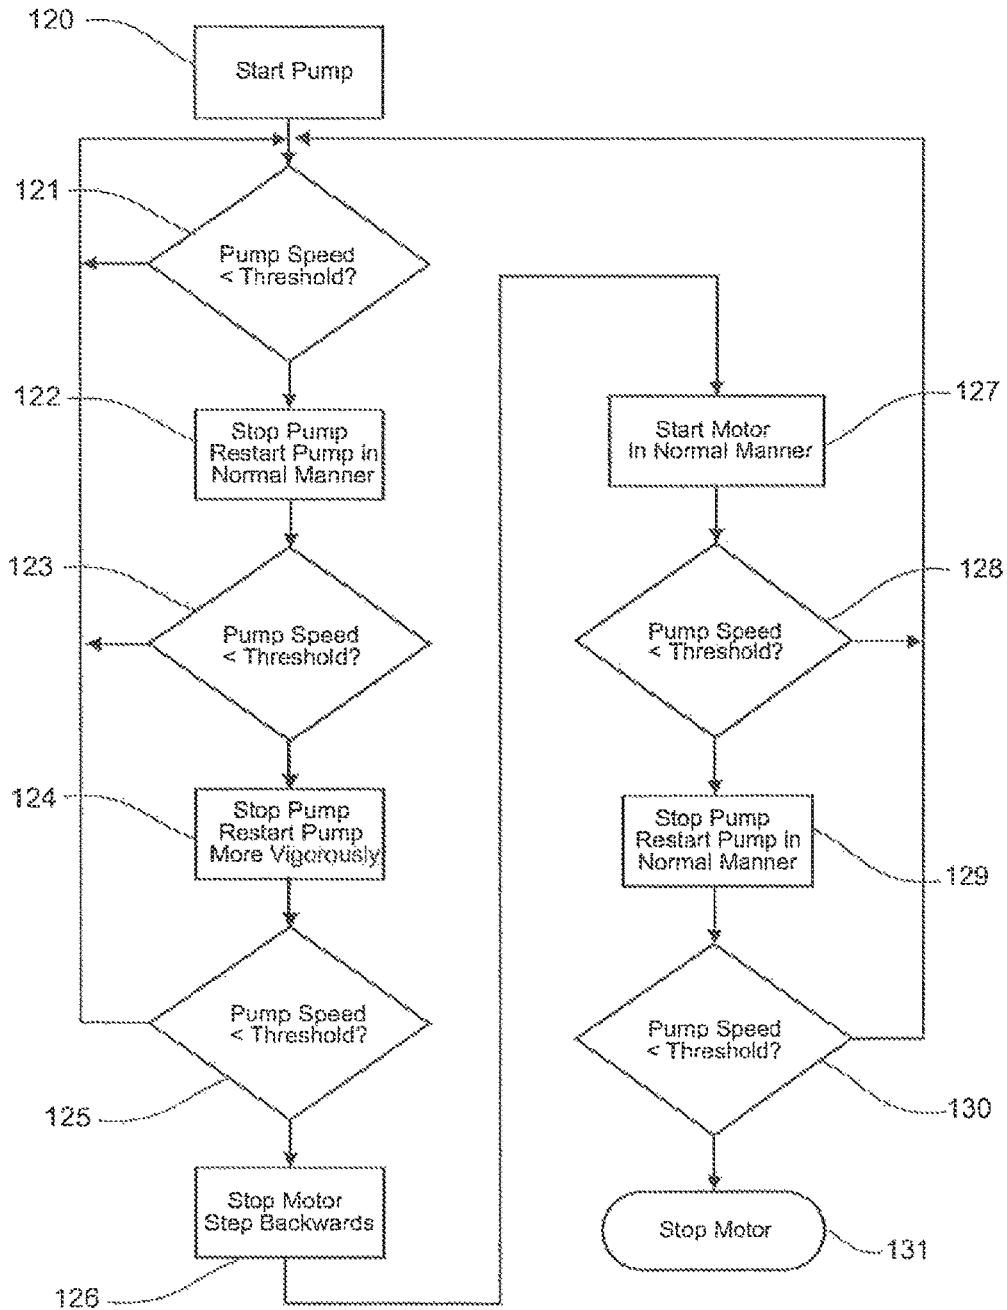 120
Start Pump
121
Pump Speed
< Threshold?
122
Stop Pump
Restart Pump in
Normal Manner
123
Pump Speed
< Threshold?
124
Stop Pump
Restart Pump
More Vigorously
Pump Speed
< Threshold?
125
Stop Motor
Step Backwards
126
127
Start Motor
In Normal Manner
128
Pump Speed
< Threshold?
Stop Pump
Restart Pump In
Normal Manner
129
Pump Speed
< Threshold?
130
Stop Motor
131